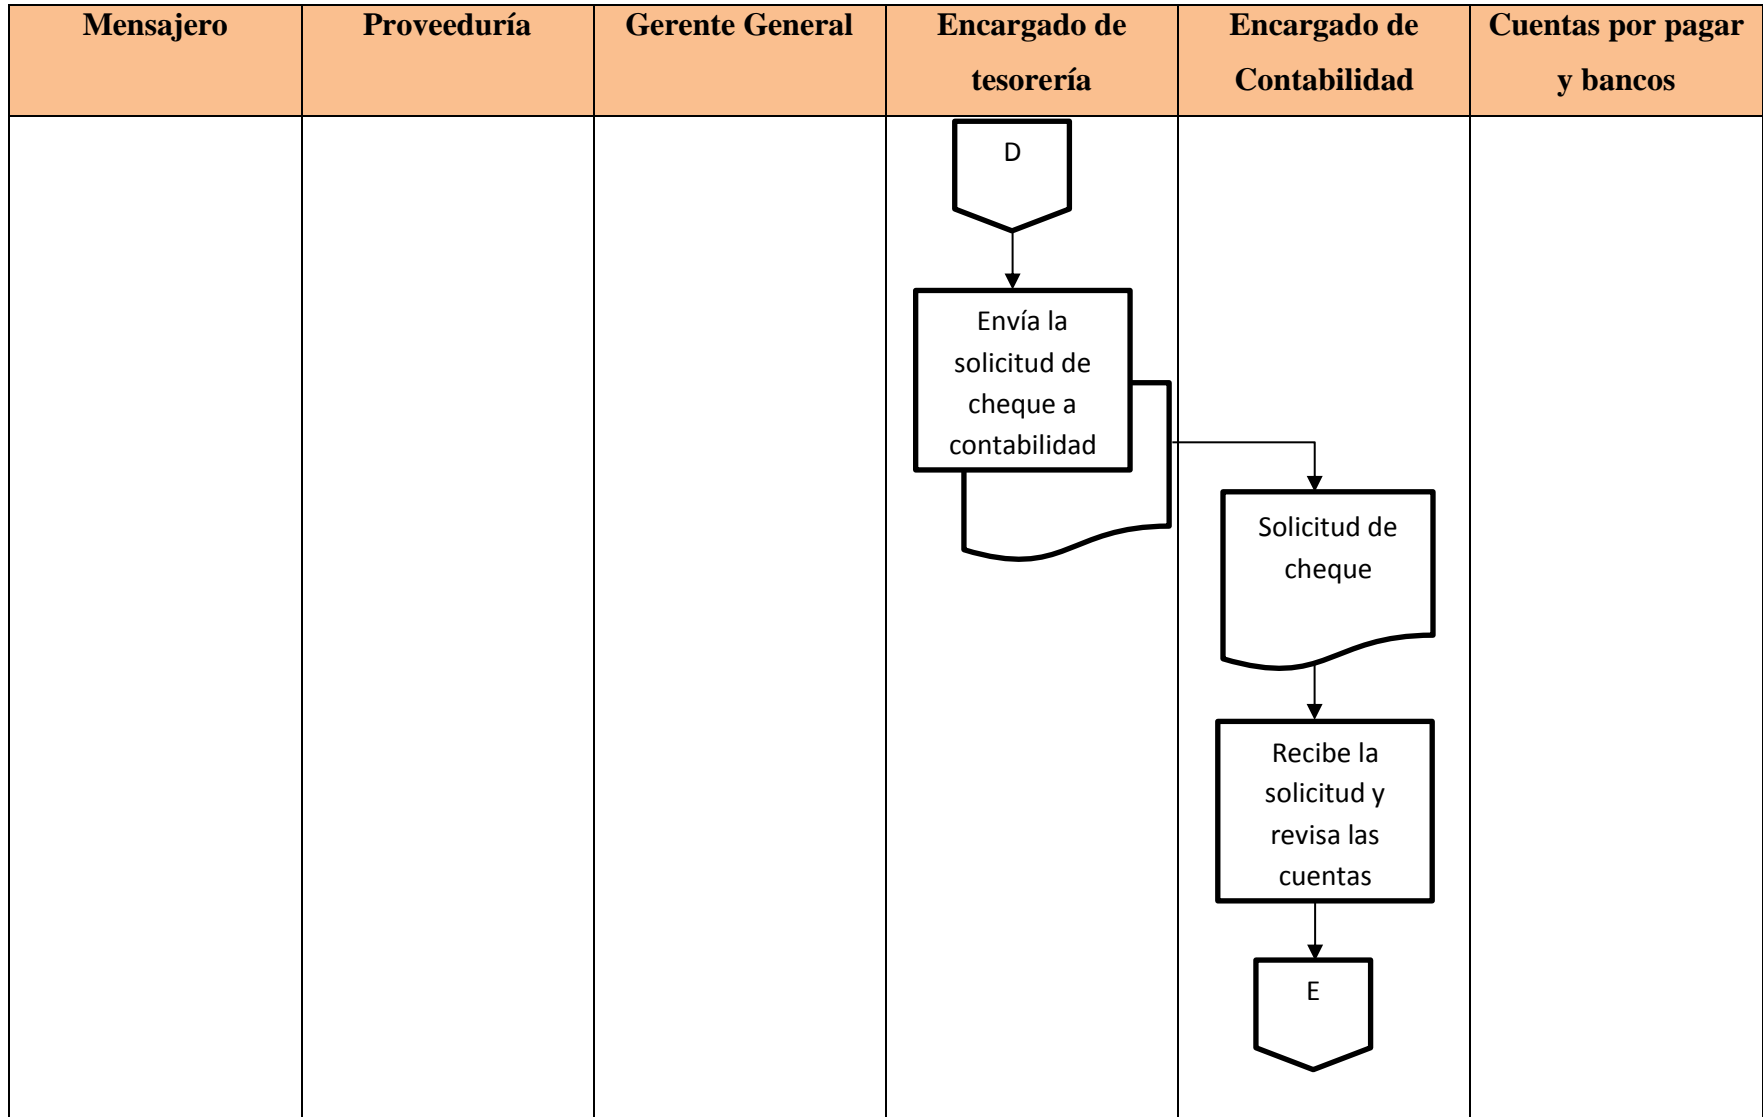 Mensajero
Proveeduría
Gerente General
Encargado de
tesorería
Encargado de
Contabilidad
Cuentas por pagar
y bancos
D
Envía la
solicitud de
cheque a
contabilidad
Solicitud de
cheque
Recibe la
solicitud y
revisa las
cuentas
E